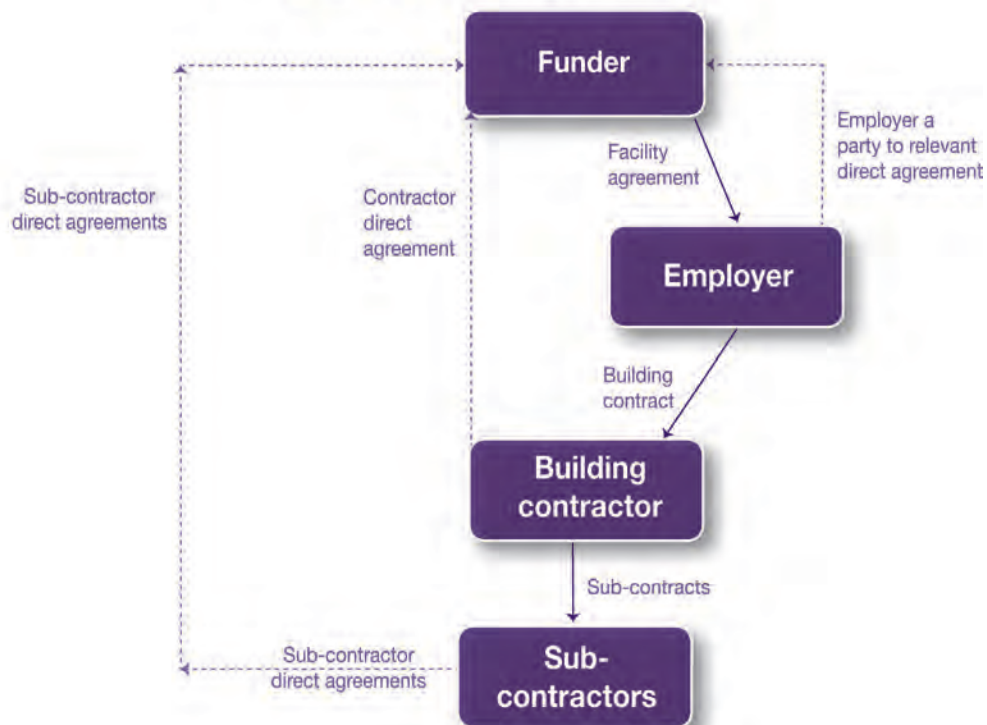 Funder
Employer a
party to relevant
direct agreement
Facility
agreement
Sub-contractor
direct agreements
Contractor
direct
agreement
Employer
Building
contract
Building
contractor
Sub-contracts
Sub-contractor
direct agreements
Sub-
contractors